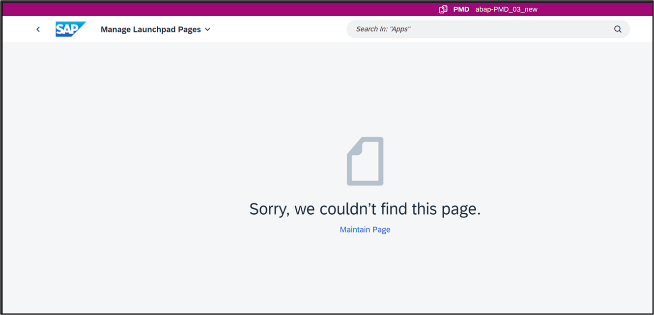 PMD abap-PMD_03_new
SAP Manage Launchpad Pages Search In: "Apps"
Sorry, we couldn't find this page.
Maintain Page